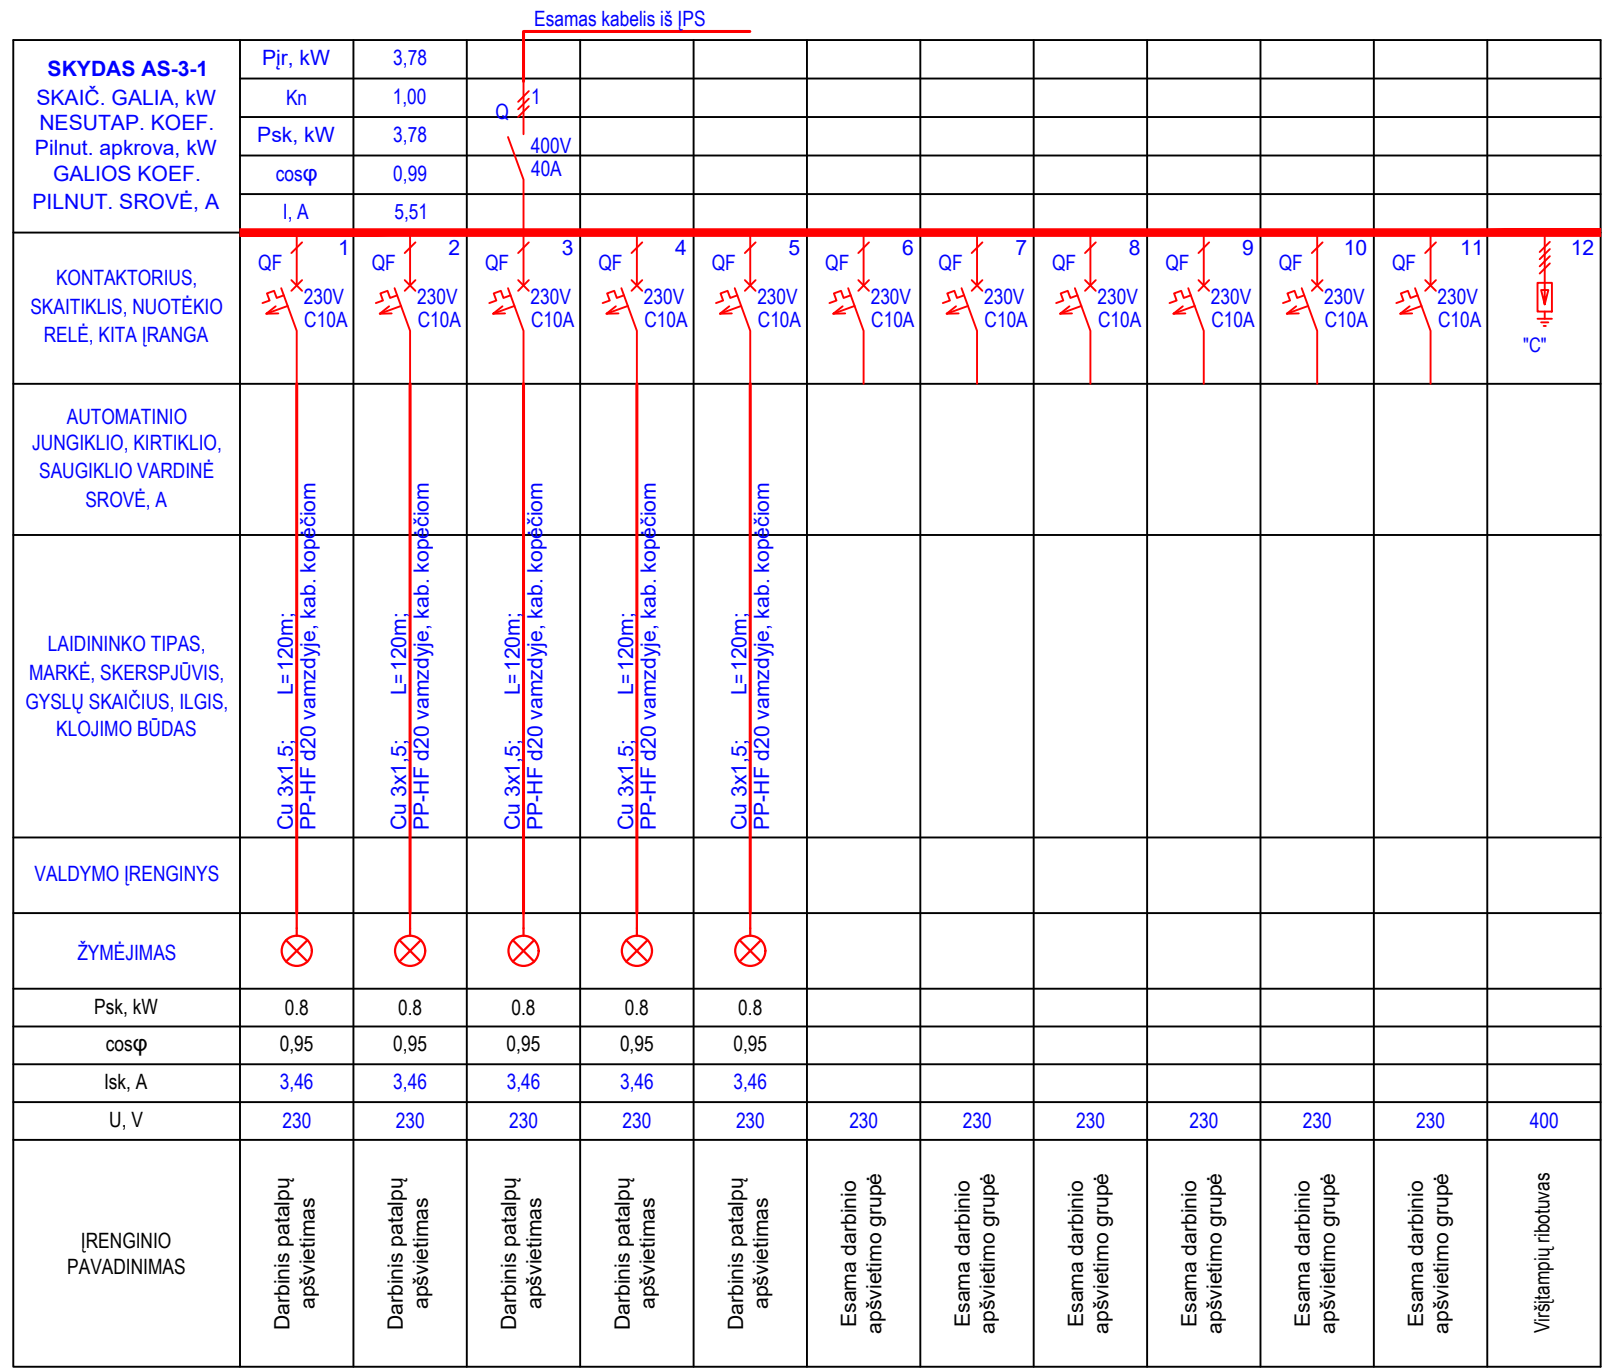 Esamas kabelis iš ĮPS
SKYDAS AS-3-1
SKAIČ. GALIA, kW
NESUTAP. KOEF.
Pilnut. apkrova, kW
GALIOS KOEF.
PILNUT. SROVĖ, A
Pįr, kW 3,78
Kn 1,00
Psk, kW 3,78
cosφ 0,99
I, A 5,51
Q 1
400V
40A
KONTAKTORIUS,
SKAITIKLIS, NUOTĖKIO
RELĖ, KITA ĮRANGA
1 2 3 4 5 6 7 8 9 10 11 12
QF QF QF QF QF QF QF QF QF QF QF
230V 230V 230V 230V 230V 230V 230V 230V 230V 230V 230V
C10A C10A C10A C10A C10A C10A C10A C10A C10A C10A C10A
"C"
AUTOMATINIO
JUNGIKLIO, KIRTIKLIO,
SAUGIKLIO VARDINĖ
SROVĖ, A
LAIDININKO TIPAS,
MARKĖ, SKERSPJŪVIS,
GYSLŲ SKAIČIUS, ILGIS,
KLOJIMO BŪDAS
Cu 3x1,5; L=120m;
PP-HF d20 vamzdyje, kab. kopėčiom
Cu 3x1,5; L=120m;
PP-HF d20 vamzdyje, kab. kopėčiom
Cu 3x1,5; L=120m;
PP-HF d20 vamzdyje, kab. kopėčiom
Cu 3x1,5; L=120m;
PP-HF d20 vamzdyje, kab. kopėčiom
Cu 3x1,5; L=120m;
PP-HF d20 vamzdyje, kab. kopėčiom
VALDYMO ĮRENGINYS
ŽYMĖJIMAS
Psk, kW 0.8 0.8 0.8 0.8 0.8
cosφ 0,95 0,95 0,95 0,95 0,95
Isk, A 3,46 3,46 3,46 3,46 3,46
U, V 230 230 230 230 230 230 230 230 230 230 230 400
ĮRENGINIO
PAVADINIMAS
Darbinis patalpų
apšvietimas
Darbinis patalpų
apšvietimas
Darbinis patalpų
apšvietimas
Darbinis patalpų
apšvietimas
Darbinis patalpų
apšvietimas
Esama darbinio
apšvietimo grupė
Esama darbinio
apšvietimo grupė
Esama darbinio
apšvietimo grupė
Esama darbinio
apšvietimo grupė
Esama darbinio
apšvietimo grupė
Esama darbinio
apšvietimo grupė
Viršįtampių ribotuvas